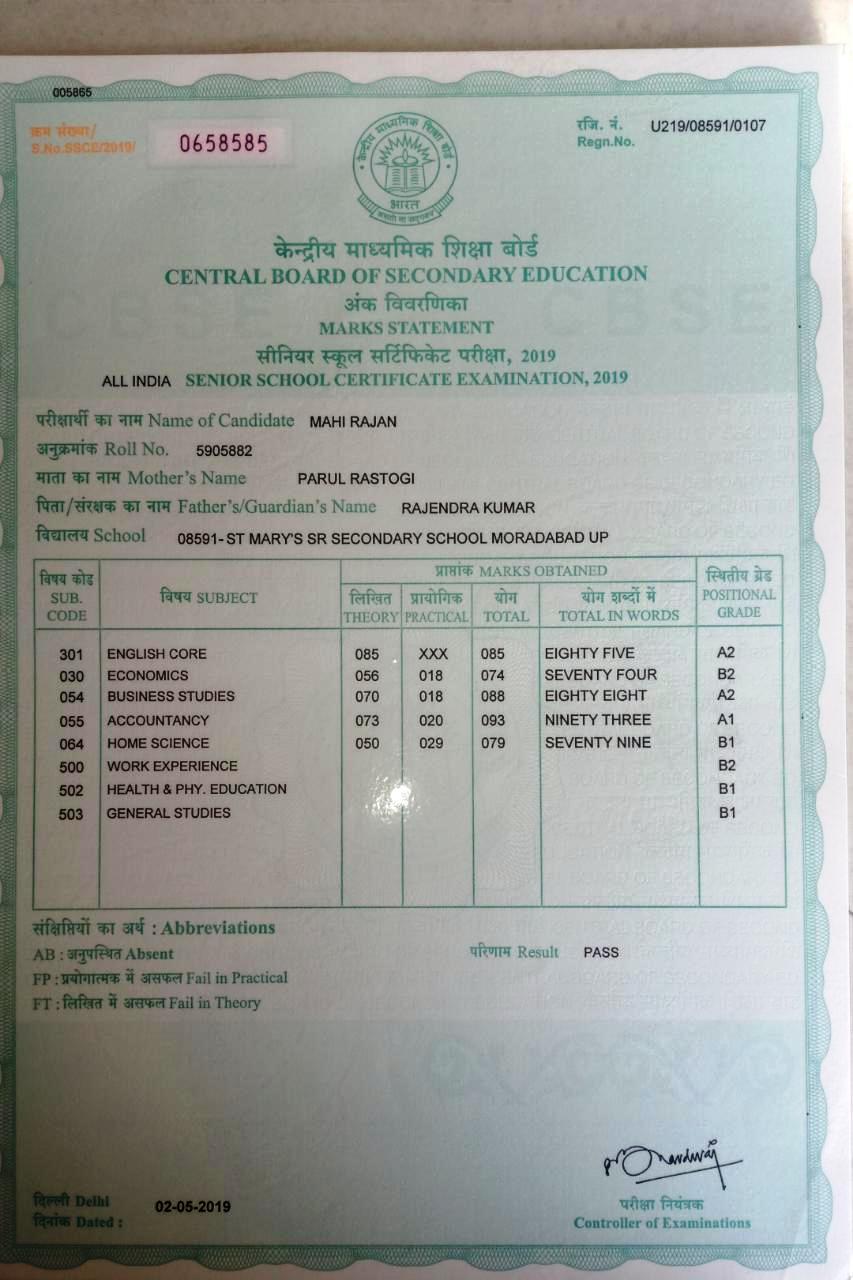 005865
क्रम संख्या/
S.No.SSCE/2019/ 0658585
रजि. नं. U219/08591/0107
Regn.No.
केन्द्रीय माध्यमिक शिक्षा बोर्ड
भारत
असतो मा सद्गमय
केन्द्रीय माध्यमिक शिक्षा बोर्ड
CENTRAL BOARD OF SECONDARY EDUCATION
CBSE CBSE
अंक विवरणिका
MARKS STATEMENT
सीनियर स्कूल सर्टिफिकेट परीक्षा, 2019
ALL INDIA SENIOR SCHOOL CERTIFICATE EXAMINATION, 2019
परीक्षार्थी का नाम Name of Candidate MAHI RAJAN
अनुक्रमांक Roll No. 5905882
माता का नाम Mother's Name PARUL RASTOGI
पिता/संरक्षक का नाम Father's/Guardian's Name RAJENDRA KUMAR
विद्यालय School 08591- ST MARY'S SR SECONDARY SCHOOL MORADABAD UP
विषय कोड SUB. CODE विषय SUBJECT प्राप्तांक MARKS OBTAINED स्थितीय ग्रेड POSITIONAL GRADE
लिखित THEORY प्रायोगिक PRACTICAL योग TOTAL योग शब्दों में TOTAL IN WORDS
301 ENGLISH CORE 085 XXX 085 EIGHTY FIVE A2
030 ECONOMICS 056 018 074 SEVENTY FOUR B2
054 BUSINESS STUDIES 070 018 088 EIGHTY EIGHT A2
055 ACCOUNTANCY 073 020 093 NINETY THREE A1
064 HOME SCIENCE 050 029 079 SEVENTY NINE B1
500 WORK EXPERIENCE B2
502 HEALTH & PHY. EDUCATION B1
503 GENERAL STUDIES B1
संक्षिप्तियों का अर्थ : Abbreviations
AB : अनुपस्थित Absent परिणाम Result PASS
FP : प्रयोगात्मक में असफल Fail in Practical
FT : लिखित में असफल Fail in Theory
दिल्ली Delhi
दिनांक Dated : 02-05-2019
परीक्षा नियंत्रक
Controller of Examinations